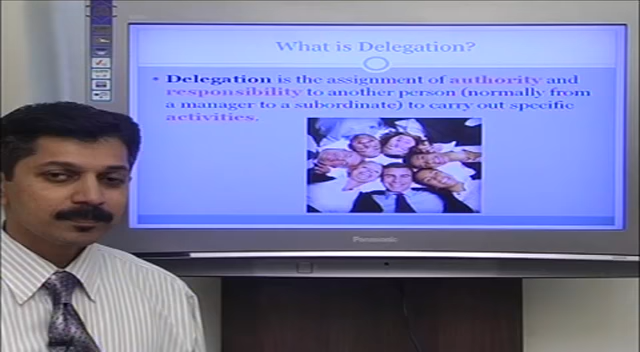 What is Delegation?
• Delegation is the assignment of authority and
responsibility to another person (normally from
a manager to a subordinate) to carry out specific
activities.
Panasonic